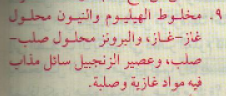 ٩. مخلوط الهيليوم والنيون محلول
غاز-غاز، والبرونز محلول صلب-
صلب، وعصير الزنجبيل سائل مذاب
فيه مواد غازية وصلبة.